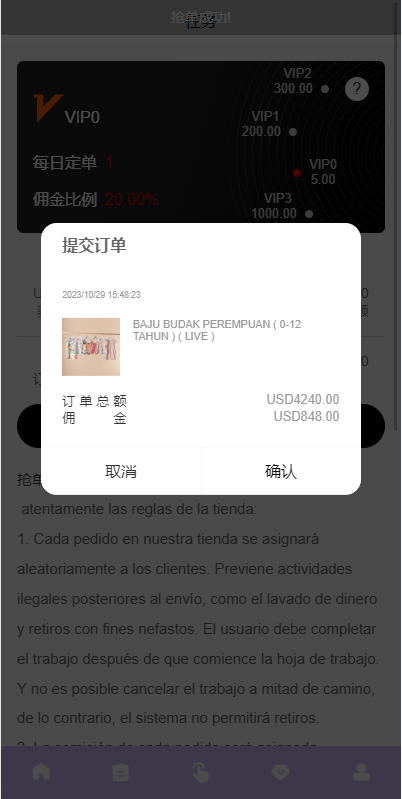 任务
抢单成功!
VIP2
300.00
?
VIP0
VIP1
200.00
每日定单 1
VIP0
5.00
佣金比例 20.00%
VIP3
1000.00
提交订单
2023/10/29 15:48:23
BAJU BUDAK PEREMPUAN ( 0-12
TAHUN ) ( LIVE )
订单总额 USD4240.00
佣金 USD848.00
取消 确认
抢单
atentamente las reglas de la tienda:
1. Cada pedido en nuestra tienda se asignará
aleatoriamente a los clientes. Previene actividades
ilegales posteriores al envío, como el lavado de dinero
y retiros con fines nefastos. El usuario debe completar
el trabajo después de que comience la hoja de trabajo.
Y no es posible cancelar el trabajo a mitad de camino,
de lo contrario, el sistema no permitirá retiros.